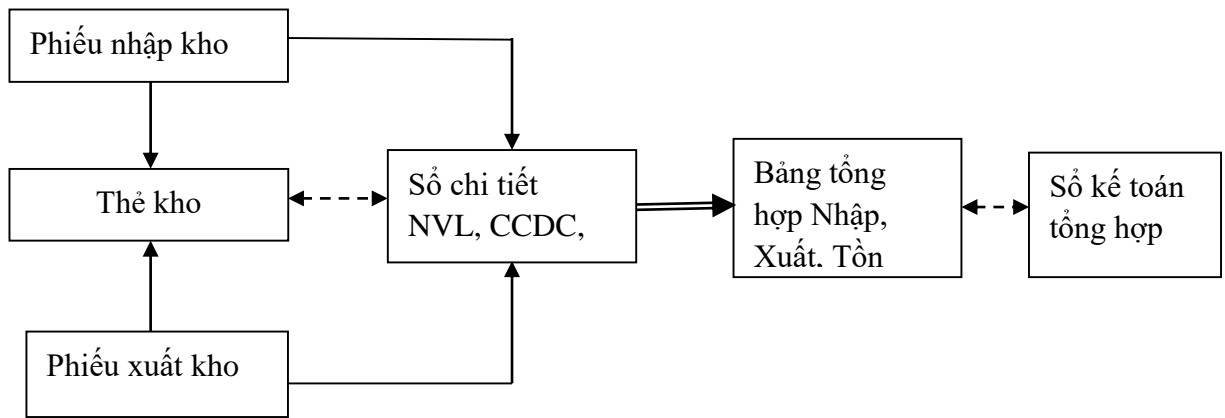 Phiếu nhập kho
Thẻ kho
Phiếu xuất kho
Sổ chi tiết
NVL, CCDC,
Bảng tổng
hợp Nhập,
Xuất, Tồn
Sổ kế toán
tổng hợp